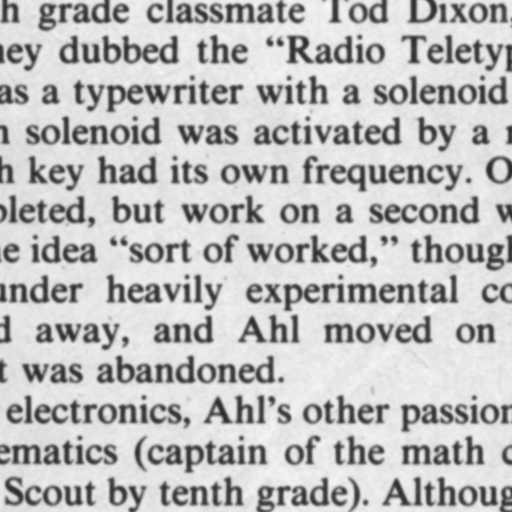 h grade classmate Tod Dixon,
ney dubbed the “Radio Telety
as a typewriter with a solenoid
n solenoid was activated by a
h key had its own frequency. O
pleted, but work on a second w
e idea “sort of worked,” though
under heavily experimental co
d away, and Ahl moved on
t was abandoned.
electronics, Ahl’s other passion
ematics (captain of the math
Scout by tenth grade). Althoug